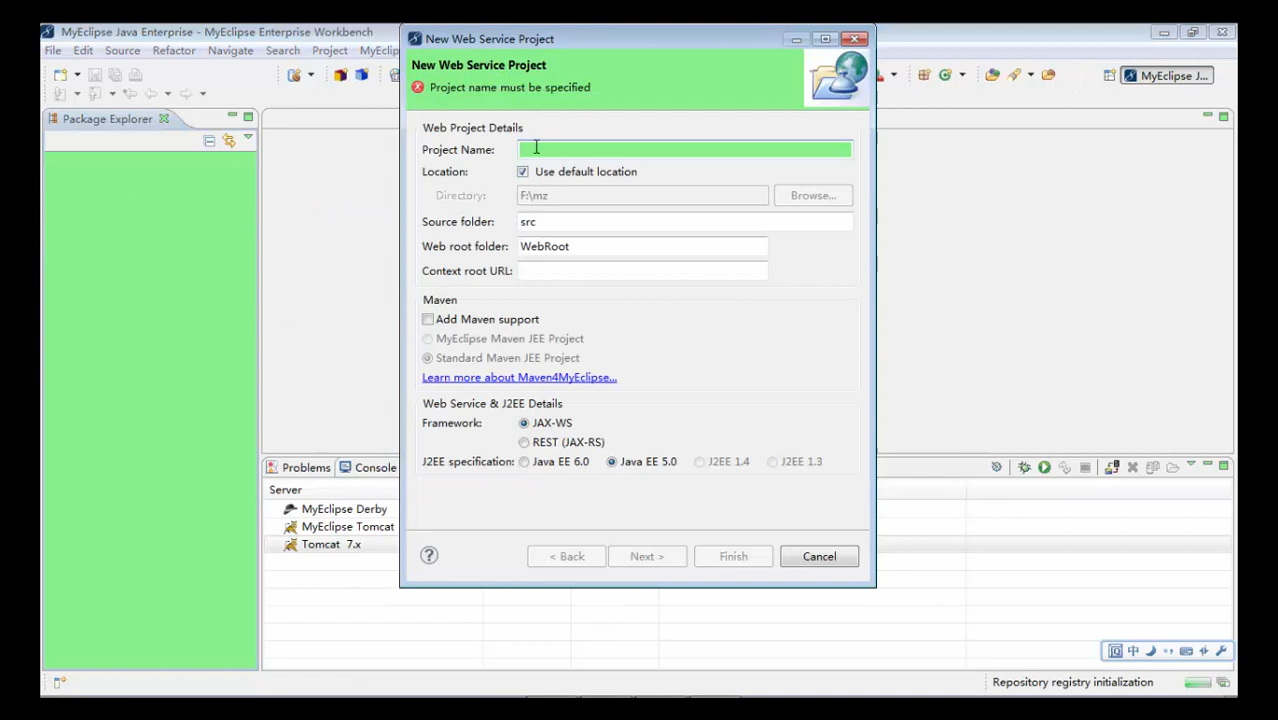 MyEclipse Java Enterprise - MyEclipse Enterprise Workbench
File Edit Source Refactor Navigate Search Project MyEclip
MyEclipse J...
Package Explorer
New Web Service Project
New Web Service Project
Project name must be specified
Web Project Details
Project Name:
Location: Use default location
Directory: F:\mz Browse...
Source folder: src
Web root folder: WebRoot
Context root URL:
Maven
Add Maven support
MyEclipse Maven JEE Project
Standard Maven JEE Project
Learn more about Maven4MyEclipse...
Web Service & J2EE Details
Framework: JAX-WS
REST (JAX-RS)
J2EE specification: Java EE 6.0 Java EE 5.0 J2EE 1.4 J2EE 1.3
< Back Next > Finish Cancel
Problems Console
Server
MyEclipse Derby
MyEclipse Tomcat
Tomcat 7.x
中
Repository registry initialization